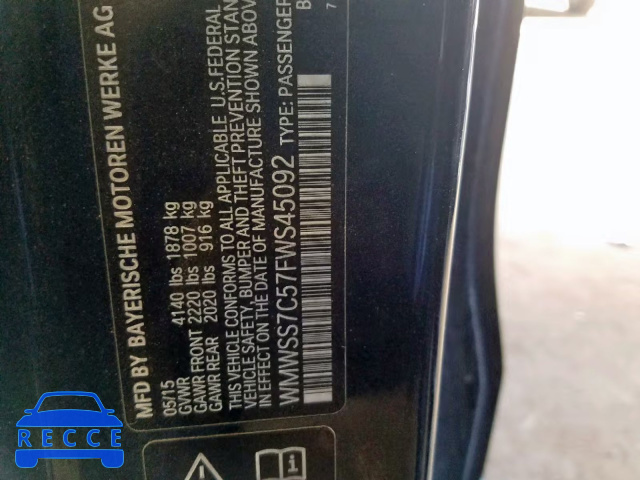 MFD BY BAYERISCHE MOTOREN WERKE AG
05/15
GVWR 4140 lbs 1878 kg
GAWR FRONT 2220 lbs 1007 kg
GAWR REAR 2020 lbs 916 kg
THIS VEHICLE CONFORMS TO ALL APPLICABLE U.S.FEDERAL
VEHICLE SAFETY, BUMPER AND THEFT PREVENTION STAN
EFFECT ON THE DATE OF MANUFACTURE SHOWN ABOV
WMWSS7C57FWS45092 TYPE: PASSENGER
B
7
i
RECCE